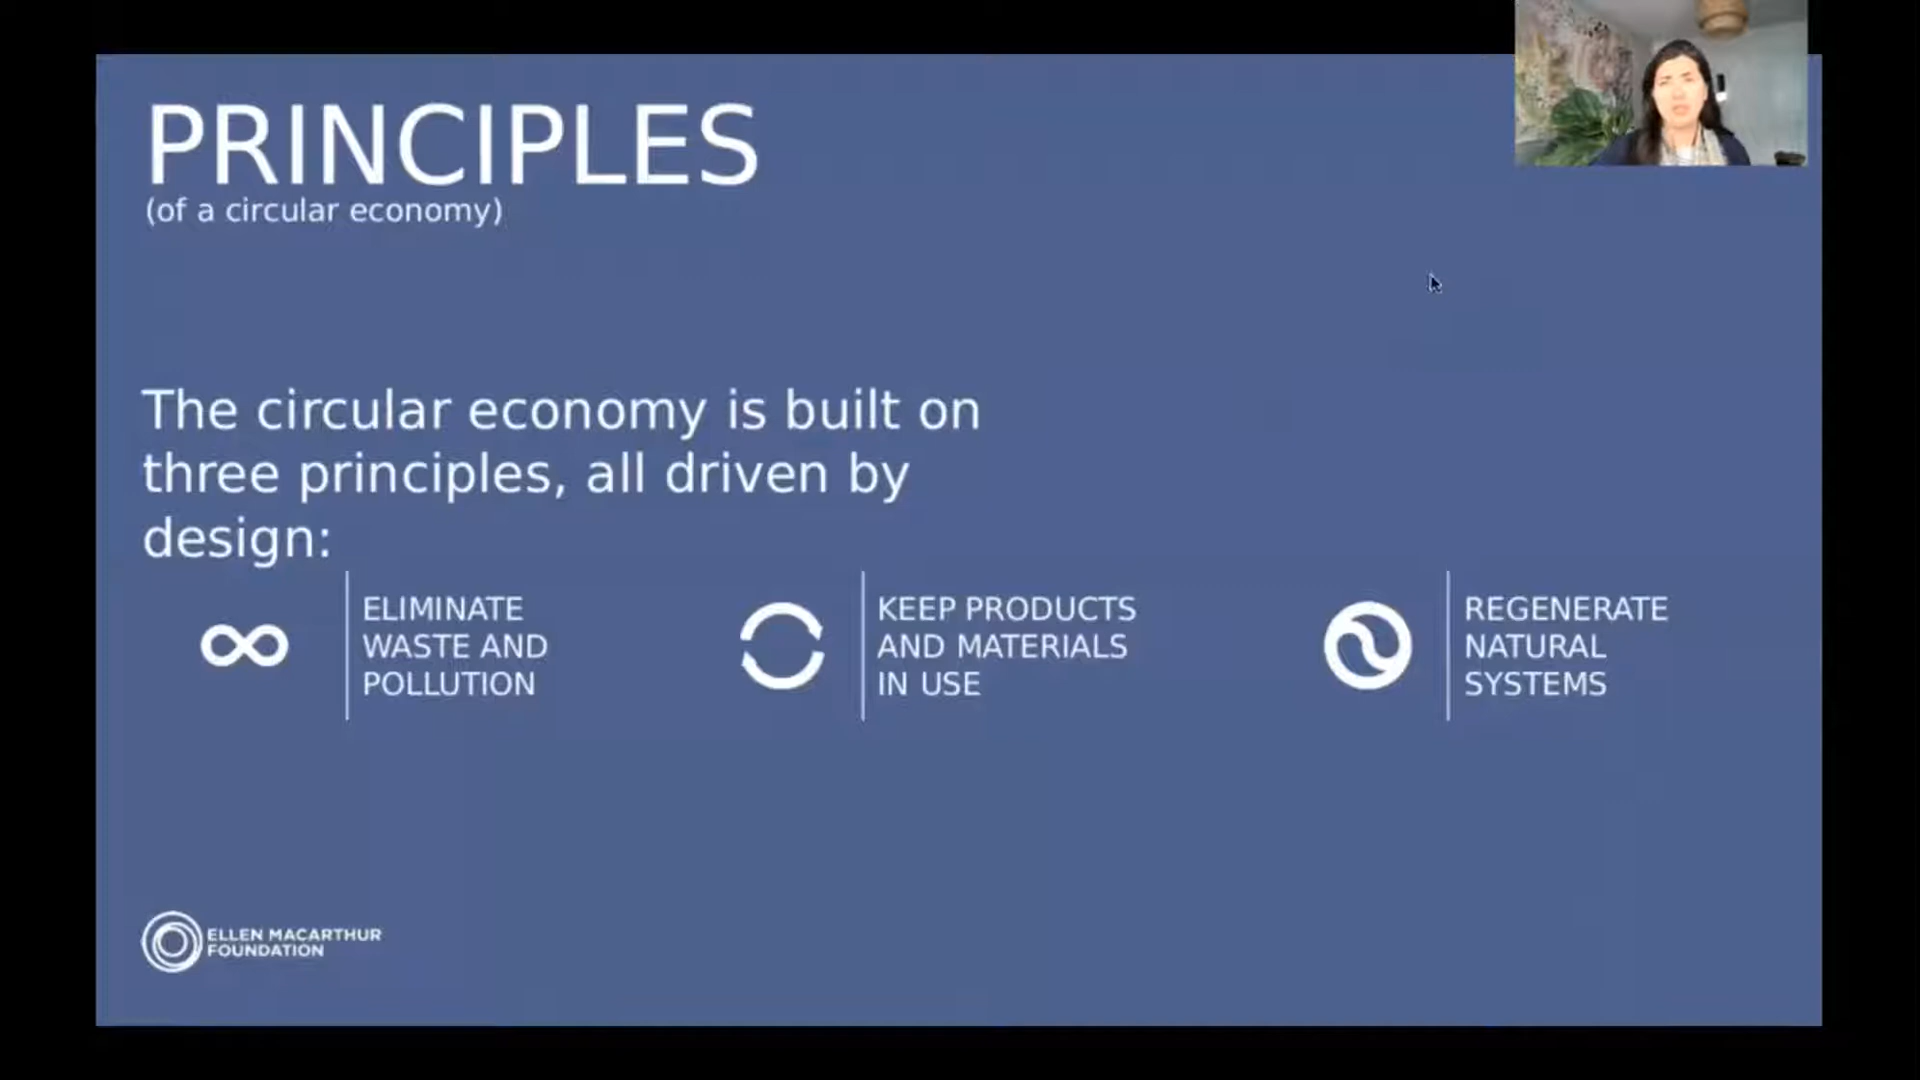 PRINCIPLES
(of a circular economy)
The circular economy is built on
three principles, all driven by
design:
ELIMINATE
WASTE AND
POLLUTION
KEEP PRODUCTS
AND MATERIALS
IN USE
REGENERATE
NATURAL
SYSTEMS
ELLEN MACARTHUR
FOUNDATION